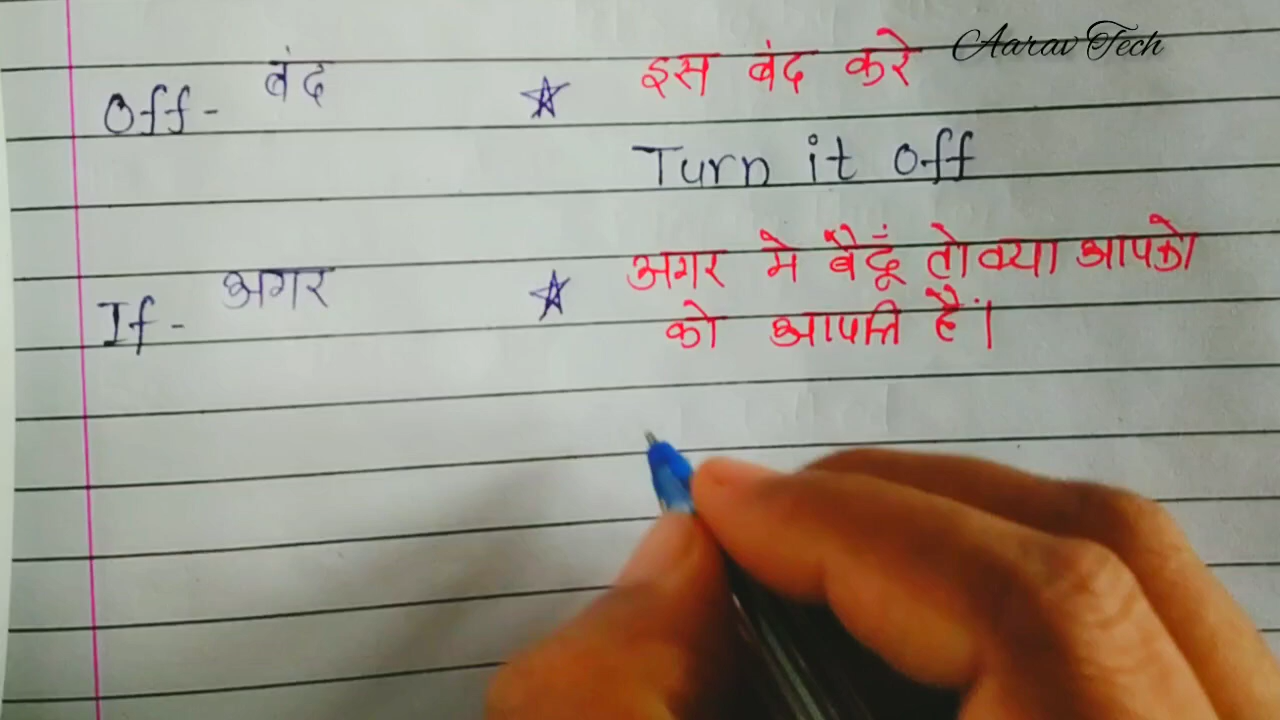 Aarav Tech
Off - बंद
इस बंद करे
Turn it off
If - अगर
अगर मे बैठूँ तो क्या आपको
को आपत्ति हैं।